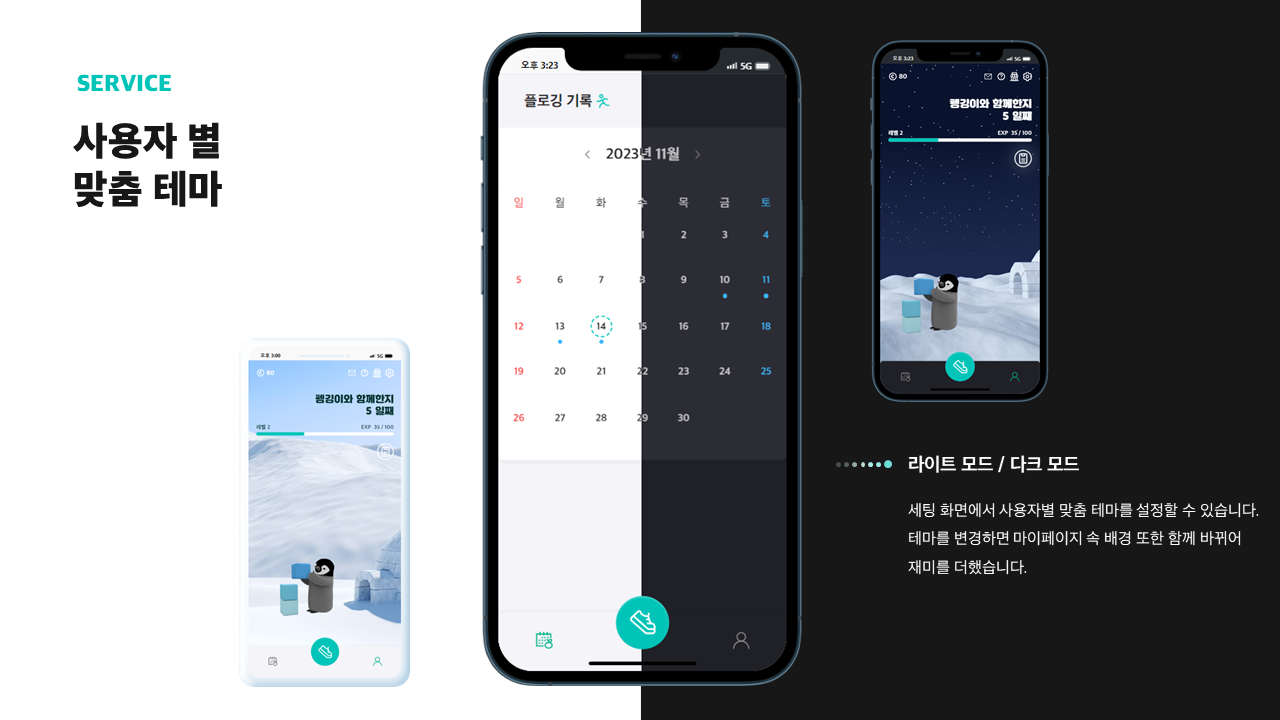 SERVICE
사용자 별
맞춤 테마
오후 3:00
5G
80
펭깅이와 함께한지
5 일째
레벨 2
EXP 35 / 100
오후 3:23
5G
플로깅 기록
2023년 11월
일 월 화 수 목 금 토
1 2 3 4
5 6 7 8 9 10 11
12 13 14 15 16 17 18
19 20 21 22 23 24 25
26 27 28 29 30
오후 3:23
5G
80
펭깅이와 함께한지
5 일째
레벨 2
EXP 35 / 100
라이트 모드 / 다크 모드
세팅 화면에서 사용자별 맞춤 테마를 설정할 수 있습니다.
테마를 변경하면 마이페이지 속 배경 또한 함께 바뀌어
재미를 더했습니다.